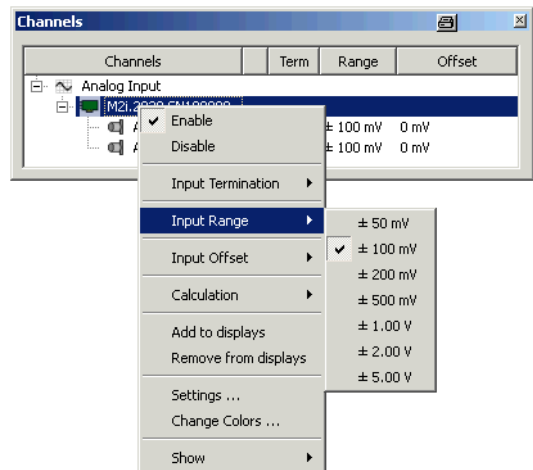 Channels
Channels Term Range Offset
Analog Input
M2i.
Enable
± 100 mV 0 mV
Disable
± 100 mV 0 mV
Input Termination
Input Range
± 50 mV
± 100 mV
Input Offset
± 200 mV
Calculation
± 500 mV
± 1.00 V
Add to displays
± 2.00 V
Remove from displays
± 5.00 V
Settings ...
Change Colors ...
Show